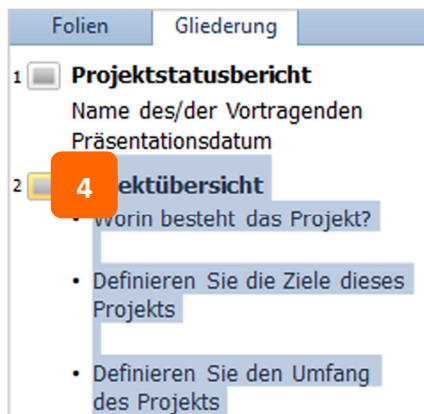 Folien Gliederung
1 Projektstatusbericht
Name des/der Vortragenden
Präsentationsdatum
2 4 ektübersicht
• Worin besteht das Projekt?
• Definieren Sie die Ziele dieses
Projekts
• Definieren Sie den Umfang
des Projekts